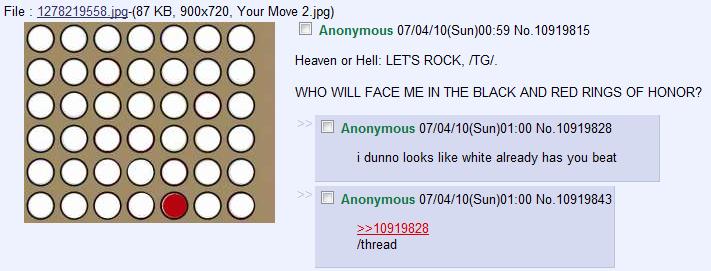 File : 1278219558.jpg-(87 KB, 900x720, Your Move 2.jpg)
Anonymous 07/04/10(Sun)00:59 No.10919815
Heaven or Hell: LET'S ROCK, /TG/.
WHO WILL FACE ME IN THE BLACK AND RED RINGS OF HONOR?
>> Anonymous 07/04/10(Sun)01:00 No.10919828
i dunno looks like white already has you beat
>> Anonymous 07/04/10(Sun)01:00 No.10919843
>>10919828
/thread